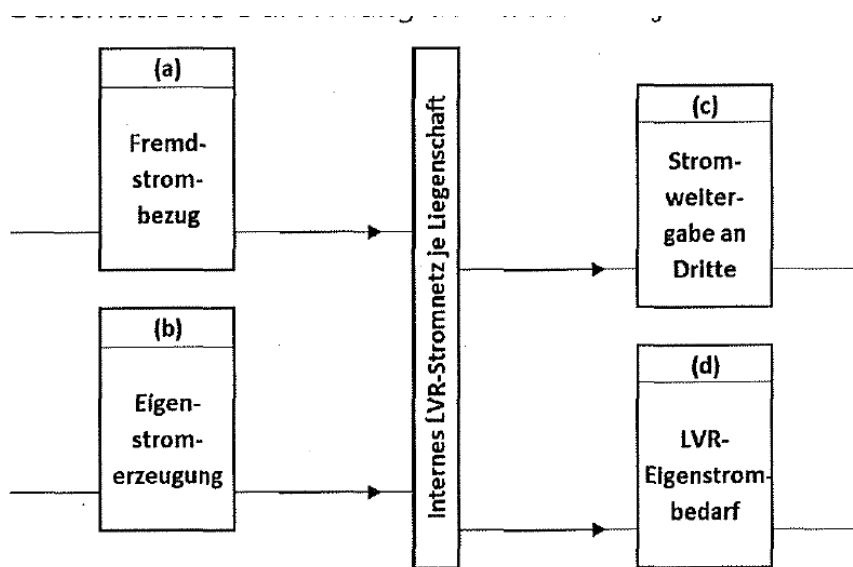 (a)
Fremd-
strom-
bezug
(b)
Eigen-
strom-
erzeugung
Internes LVR-Stromnetz je Liegenschaft
(c)
Strom-
weiter-
gabe an
Dritte
(d)
LVR-
Eigenstrom-
bedarf